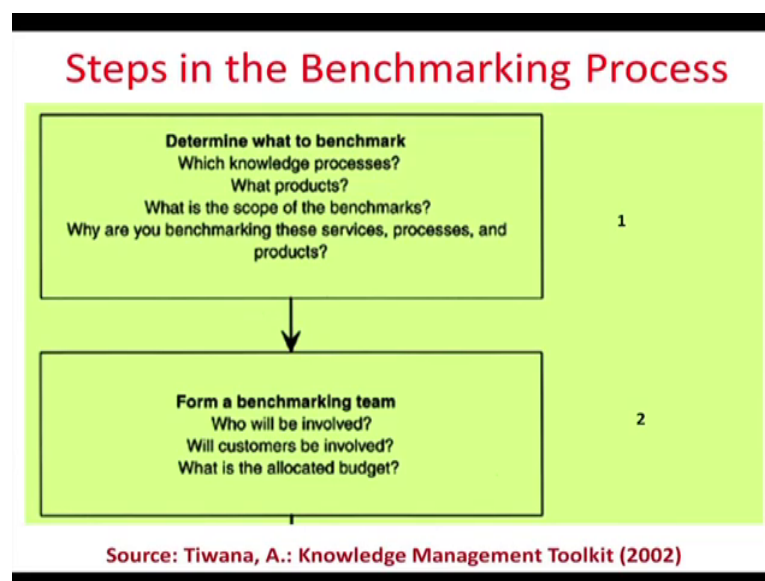 Steps in the Benchmarking Process
Determine what to benchmark
Which knowledge processes?
What products?
What is the scope of the benchmarks?
Why are you benchmarking these services, processes, and
products?
1
Form a benchmarking team
Who will be involved?
Will customers be involved?
What is the allocated budget?
2
Source: Tiwana, A.: Knowledge Management Toolkit (2002)